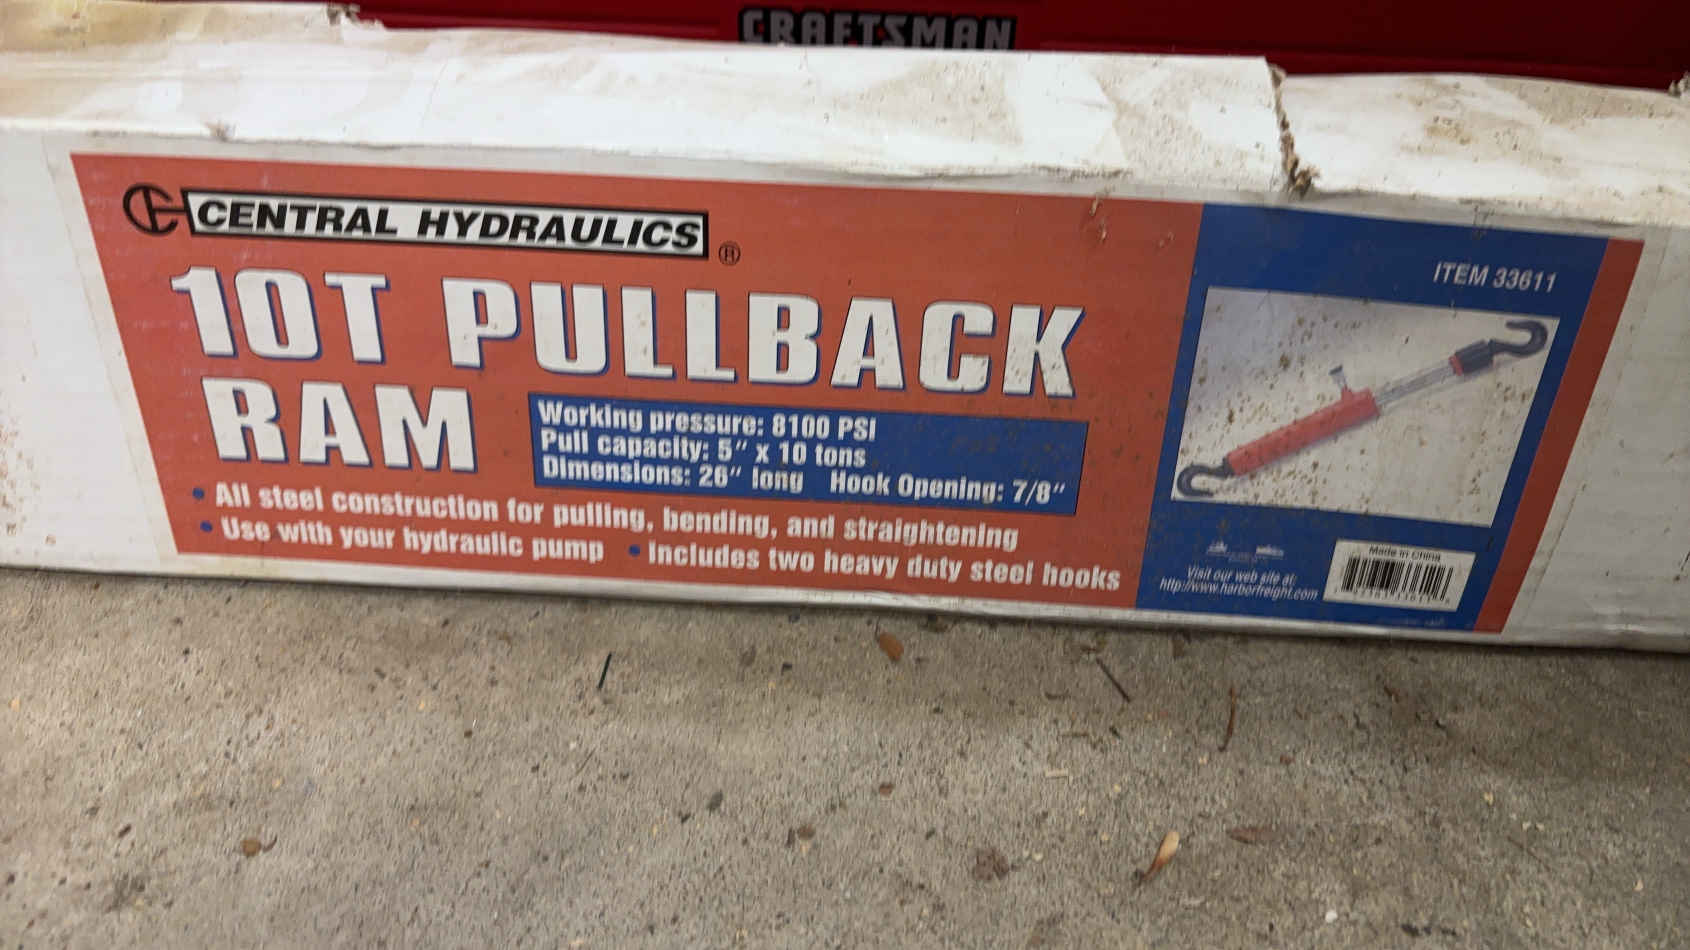 CRAFTSMAN
CENTRAL HYDRAULICS ®
10T PULLBACK
RAM
Working pressure: 8100 PSI
Pull capacity: 5" x 10 tons
Dimensions: 26" long Hook Opening: 7/8"
All steel construction for pulling, bending, and straightening
Use with your hydraulic pump • Includes two heavy duty steel hooks
ITEM 33611
Visit our web site at:
http://www.harborfreight.com
Made in China